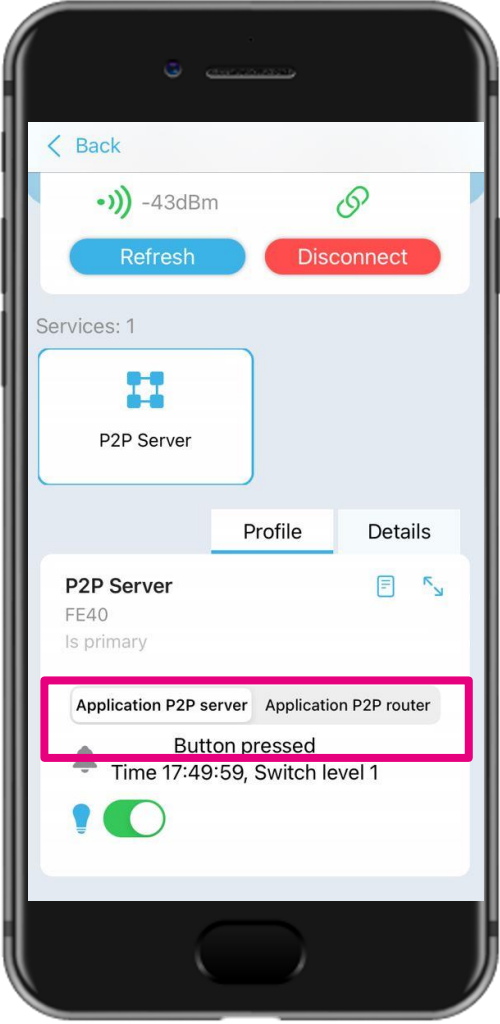 Back
-43dBm
Refresh Disconnect
Services: 1
P2P Server
Profile Details
P2P Server
FE40
Is primary
Application P2P server Application P2P router
Button pressed
Time 17:49:59, Switch level 1